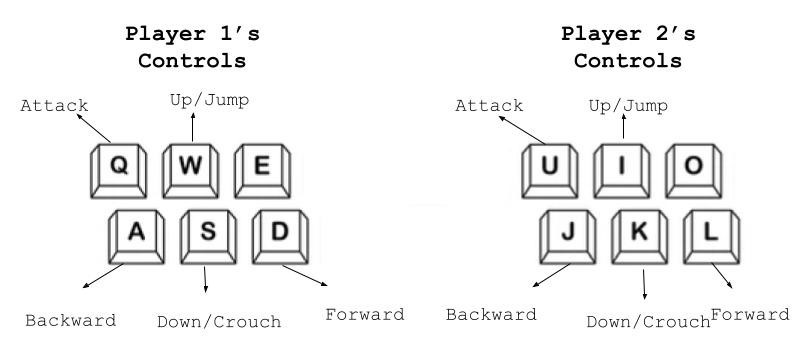 Player 1's
Controls
Attack
Up/Jump
Q W E
A S D
Backward
Down/Crouch
Forward
Player 2's
Controls
Attack
Up/Jump
U I O
J K L
Backward
Down/Crouch
Forward